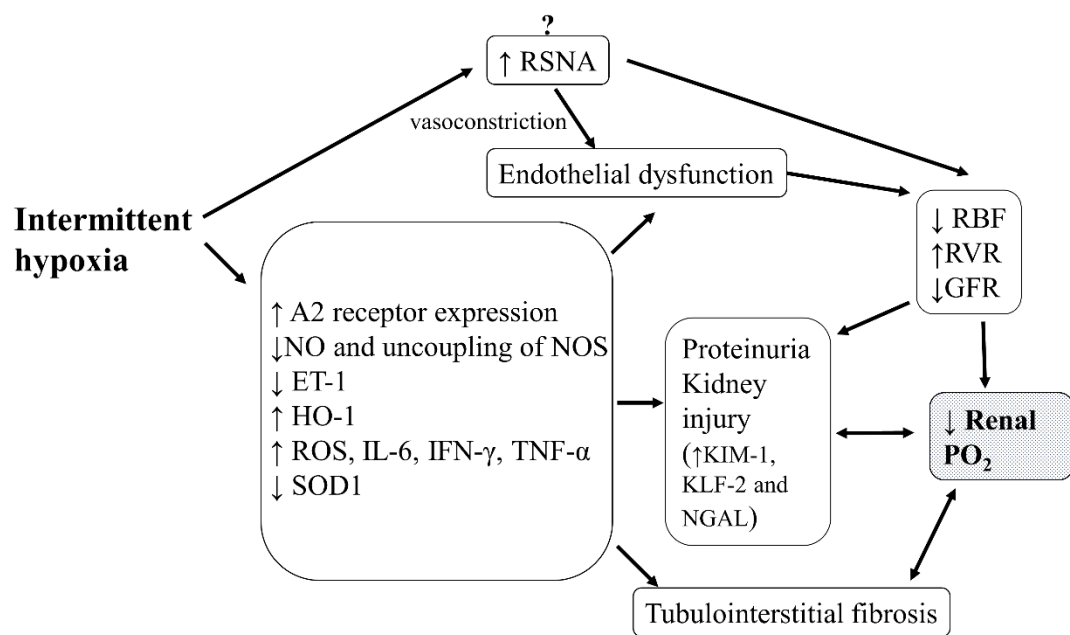 ?
↑ RSNA
vasoconstriction
Endothelial dysfunction
Intermittent
hypoxia
↓ RBF
↑RVR
↓GFR
↑ A2 receptor expression
↓NO and uncoupling of NOS
↓ ET-1
↑ HO-1
↑ ROS, IL-6, IFN-γ, TNF-α
↓ SOD1
Proteinuria
Kidney
injury
(↑KIM-1,
KLF-2 and
NGAL)
↓ Renal
PO₂
Tubulointerstitial fibrosis